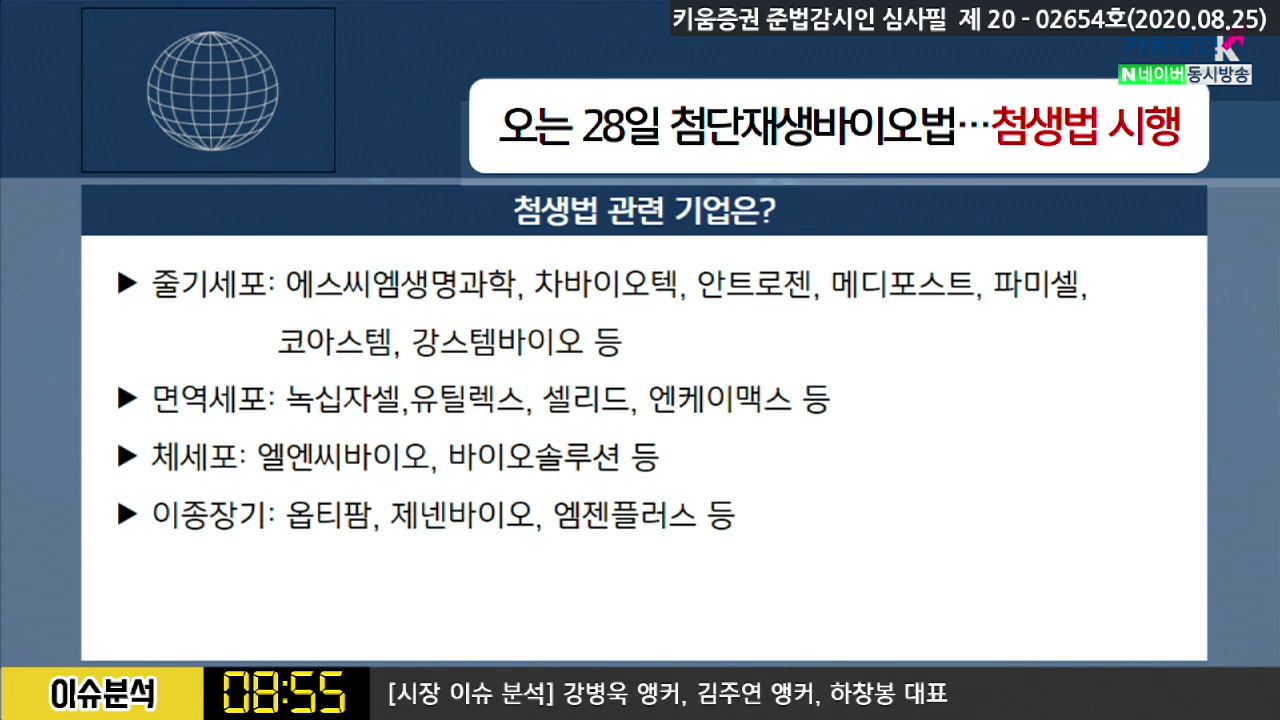 키움증권 준법감시인 심사필 제 20 - 02654호(2020.08.25)
K
N네이버 동시방송
오는 28일 첨단재생바이오법…첨생법 시행
첨생법 관련 기업은?
▶ 줄기세포: 에스씨엠생명과학, 차바이오텍, 안트로젠, 메디포스트, 파미셀,
코아스템, 강스템바이오 등
▶ 면역세포: 녹십자셀,유틸렉스, 셀리드, 엔케이맥스 등
▶ 체세포: 엘엔씨바이오, 바이오솔루션 등
▶ 이종장기: 옵티팜, 제넨바이오, 엠젠플러스 등
이슈분석 08:55 [시장 이슈 분석] 강병욱 앵커, 김주연 앵커, 하창봉 대표